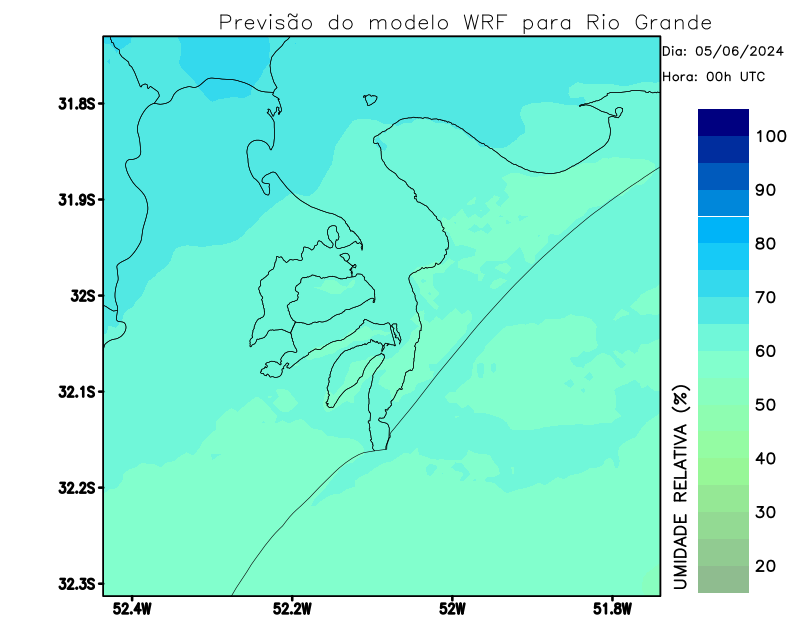 Previsão do modelo WRF para Rio Grande
Dia: 05/06/2024
Hora: 00h UTC
31.8S
31.9S
32S
32.1S
32.2S
32.3S
52.4W
52.2W
52W
51.8W
100
90
80
70
60
50
40
30
20
UMIDADE RELATIVA (%)